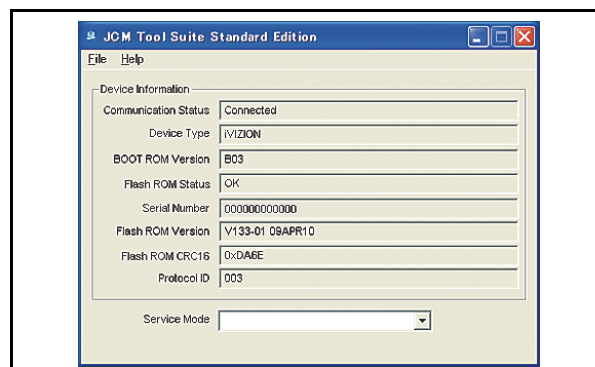 JCM Tool Suite Standard Edition
File Help
Device Information
Communication Status Connected
Device Type iVIZION
BOOT ROM Version B03
Flash ROM Status OK
Serial Number 000000000000
Flash ROM Version V133-01 09APR10
Flash ROM CRC16 0xDA6E
Protocol ID 003
Service Mode